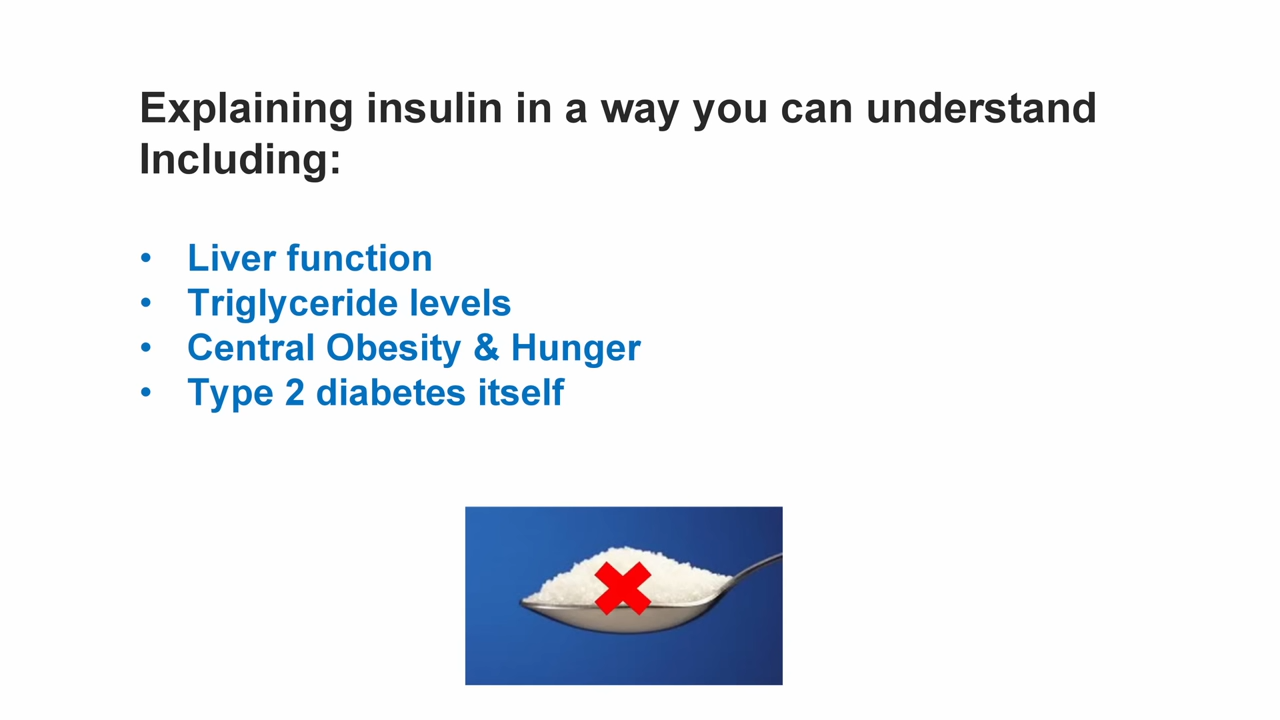 Explaining insulin in a way you can understand
Including:
• Liver function
• Triglyceride levels
• Central Obesity & Hunger
• Type 2 diabetes itself